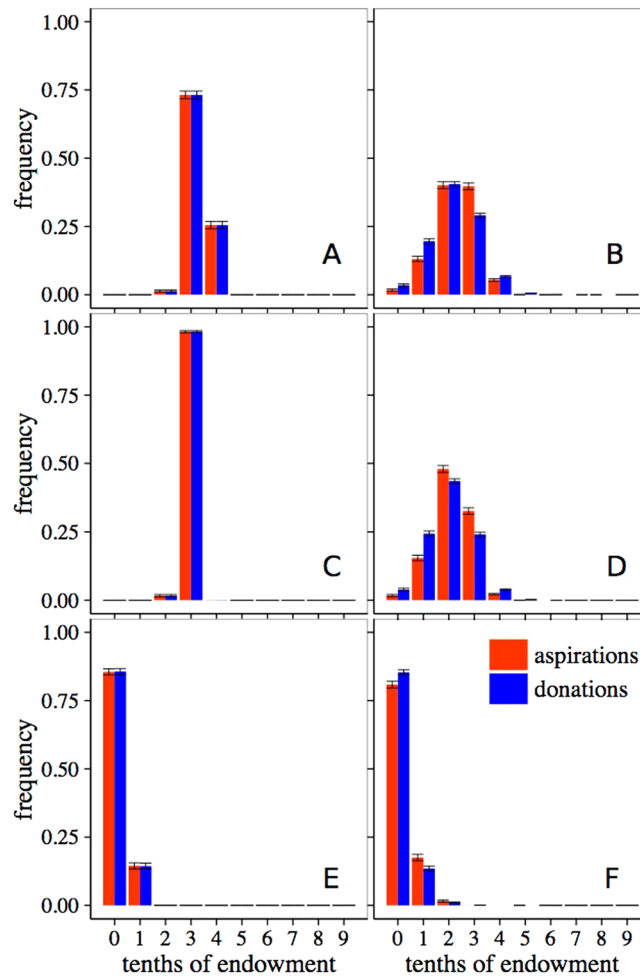 1.00
0.75
frequency
0.50
0.25
0.00
A
B
1.00
0.75
frequency
0.50
0.25
0.00
C
D
1.00
0.75
frequency
0.50
0.25
0.00
aspirations
donations
E
F
0 1 2 3 4 5 6 7 8 9
0 1 2 3 4 5 6 7 8 9
tenths of endowment
tenths of endowment